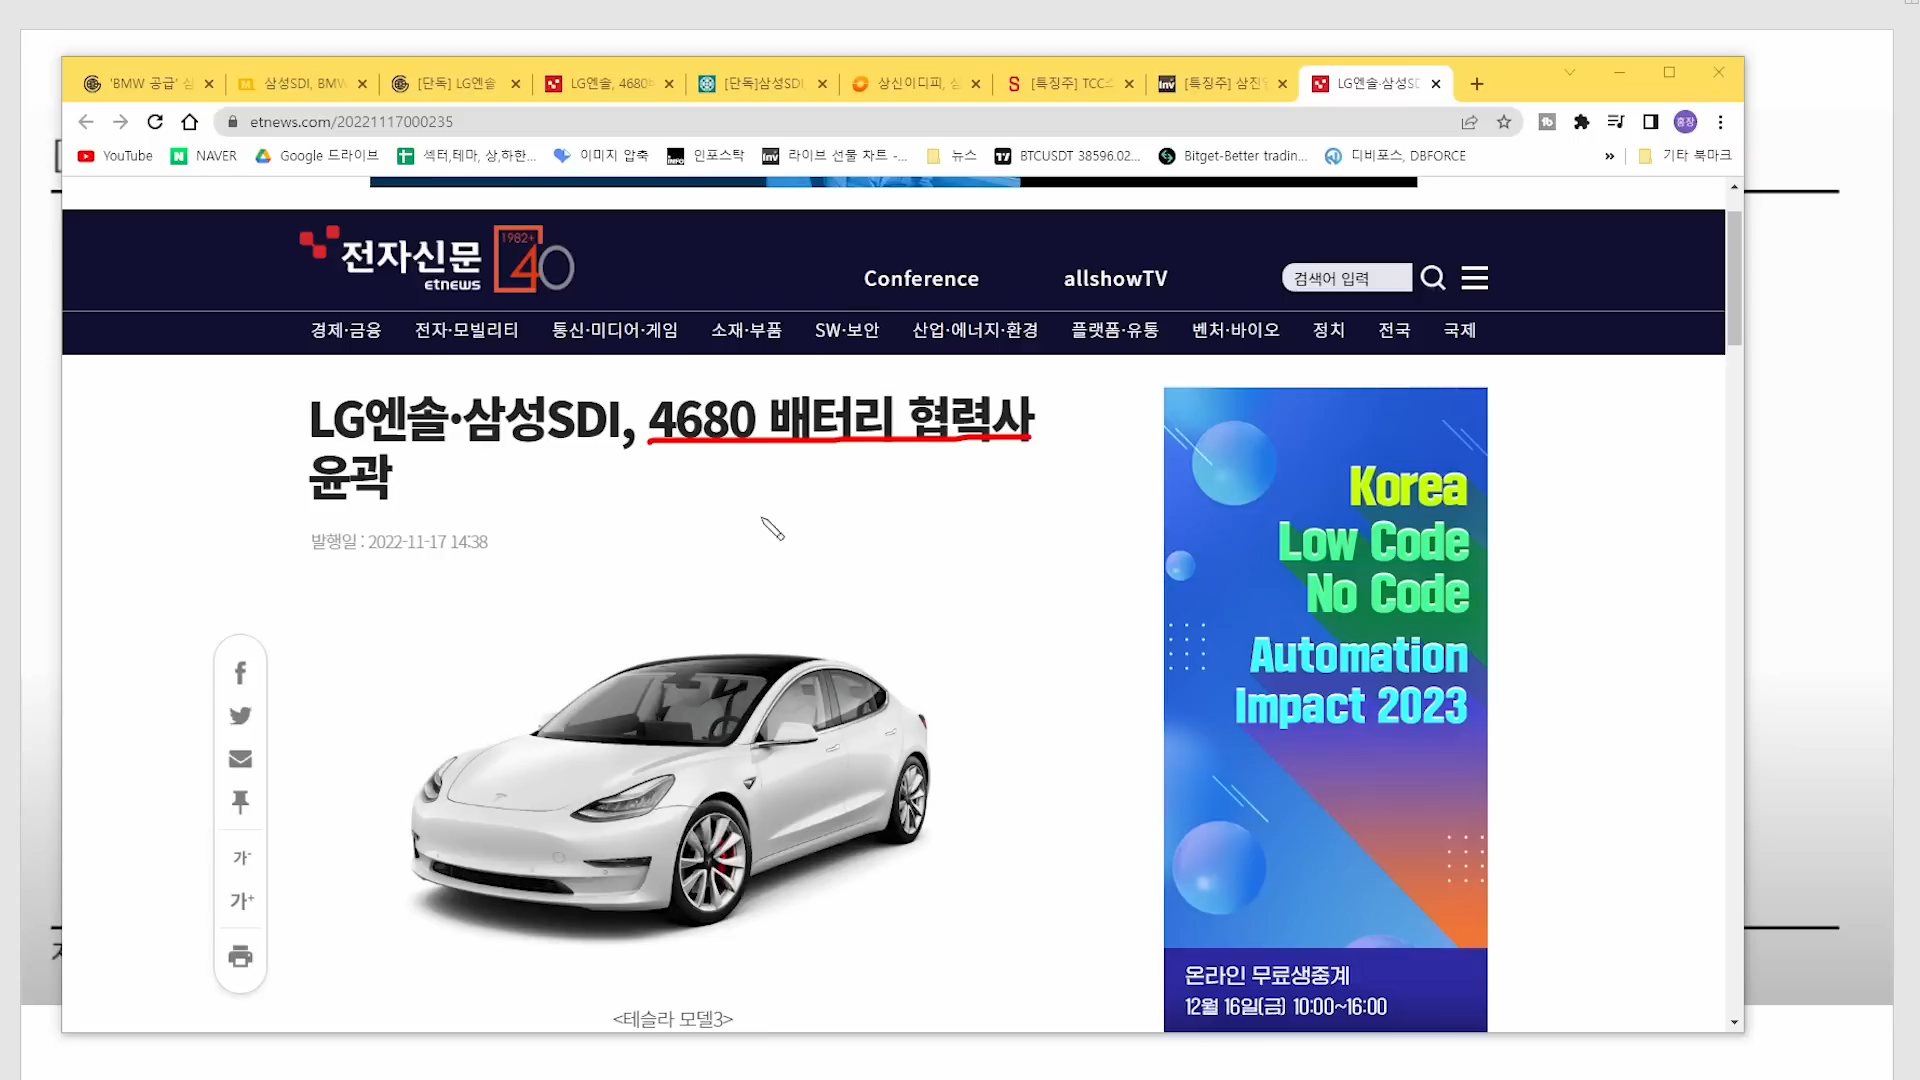 'BMW 공급' 삼
삼성SDI, BMW
[단독] LG엔솔
LG엔솔, 4680
[단독]삼성SDI,
상신이디피, 삼
[특징주] TCC스
[특징주] 삼진
LG엔솔·삼성SD
etnews.com/20221117000235
홍장
YouTube
NAVER
Google 드라이브
섹터,테마, 상,하한...
이미지 압축
인포스탁
라이브 선물 차트 -...
뉴스
BTCUSDT 38596.02...
Bitget-Better tradin...
디비포스, DBFORCE
»
기타 북마크
전자신문
etnews
1982+
40
Conference
allshowTV
검색어 입력
경제·금융
전자·모빌리티
통신·미디어·게임
소재·부품
SW·보안
산업·에너지·환경
플랫폼·유통
벤처·바이오
정치
전국
국제
LG엔솔·삼성SDI, 4680 배터리 협력사
윤곽
발행일 : 2022-11-17 14:38
가-
가+
<테슬라 모델3>
Korea
Low Code
No Code
Automation
Impact 2023
온라인 무료생중계
12월 16일(금) 10:00~16:00